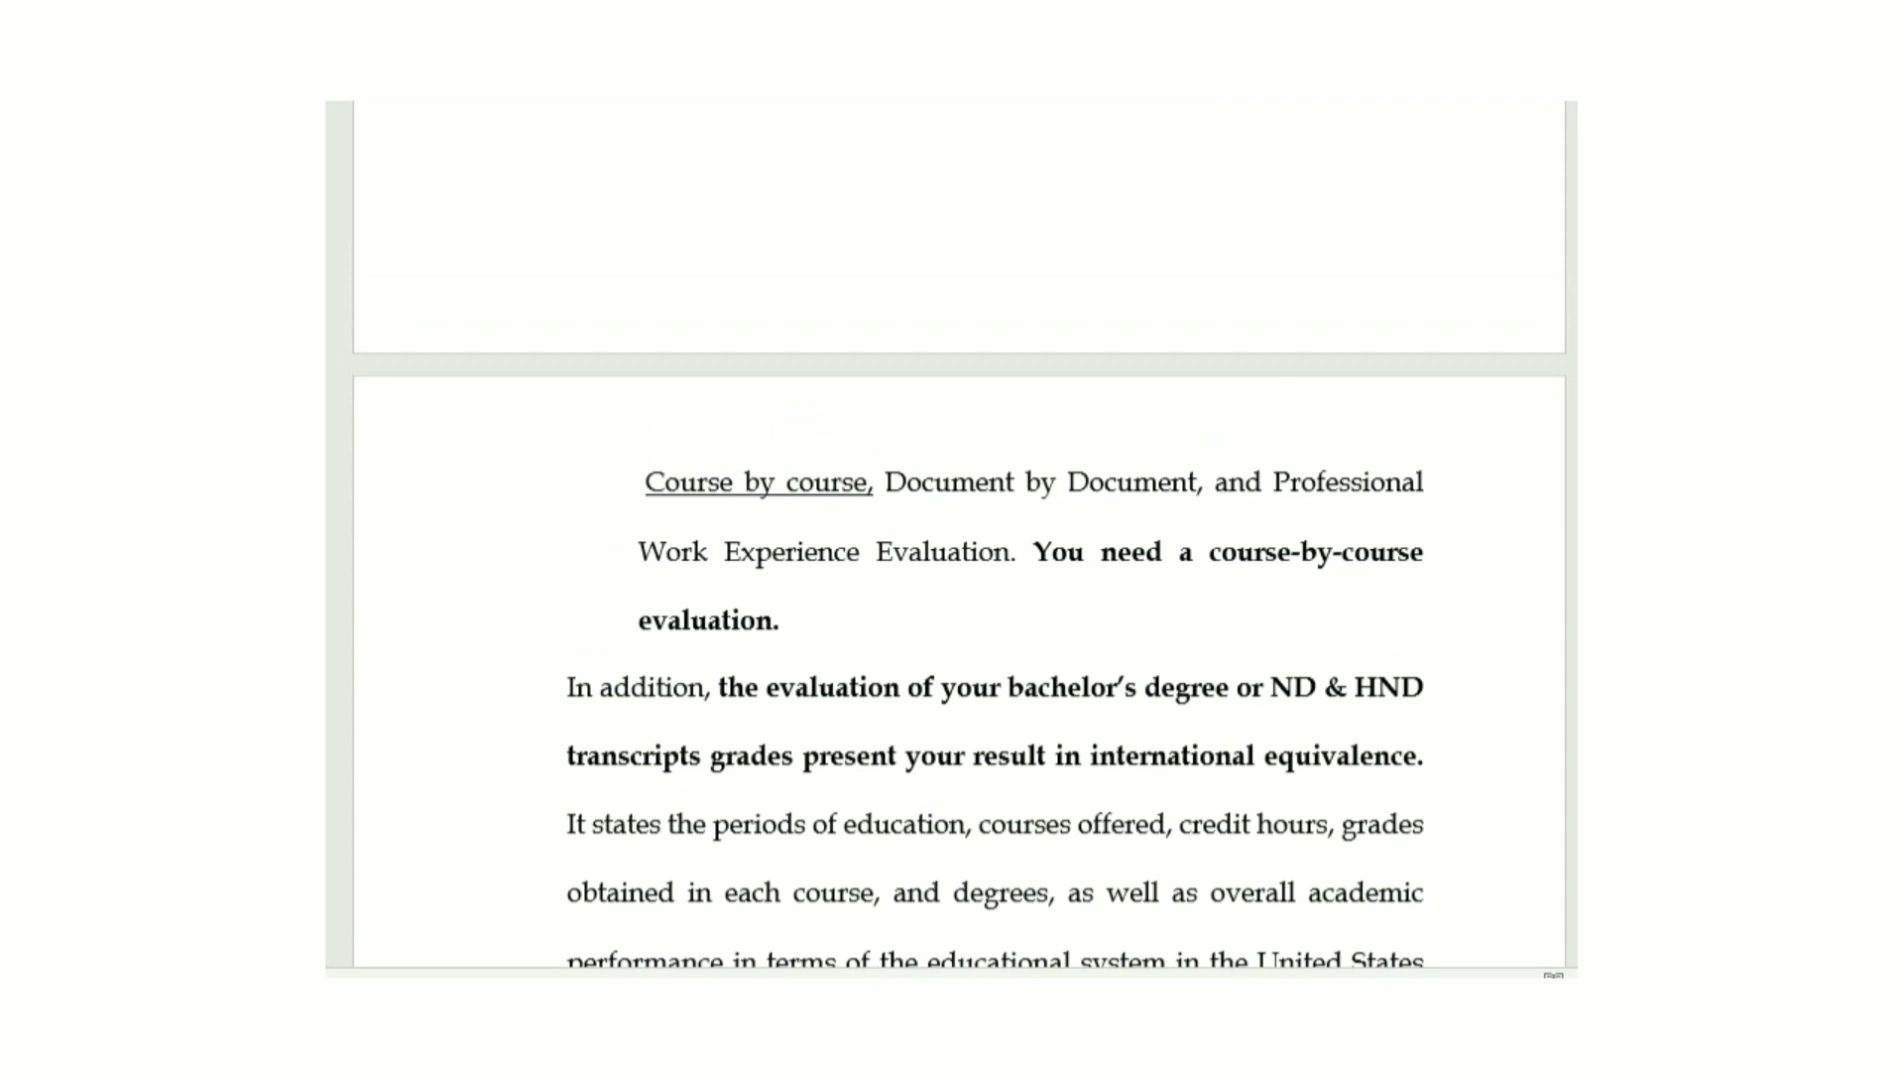 Course by course, Document by Document, and Professional
Work Experience Evaluation. You need a course-by-course
evaluation.
In addition, the evaluation of your bachelor's degree or ND & HND
transcripts grades present your result in international equivalence.
It states the periods of education, courses offered, credit hours, grades
obtained in each course, and degrees, as well as overall academic
performance in terms of the educational system in the United States